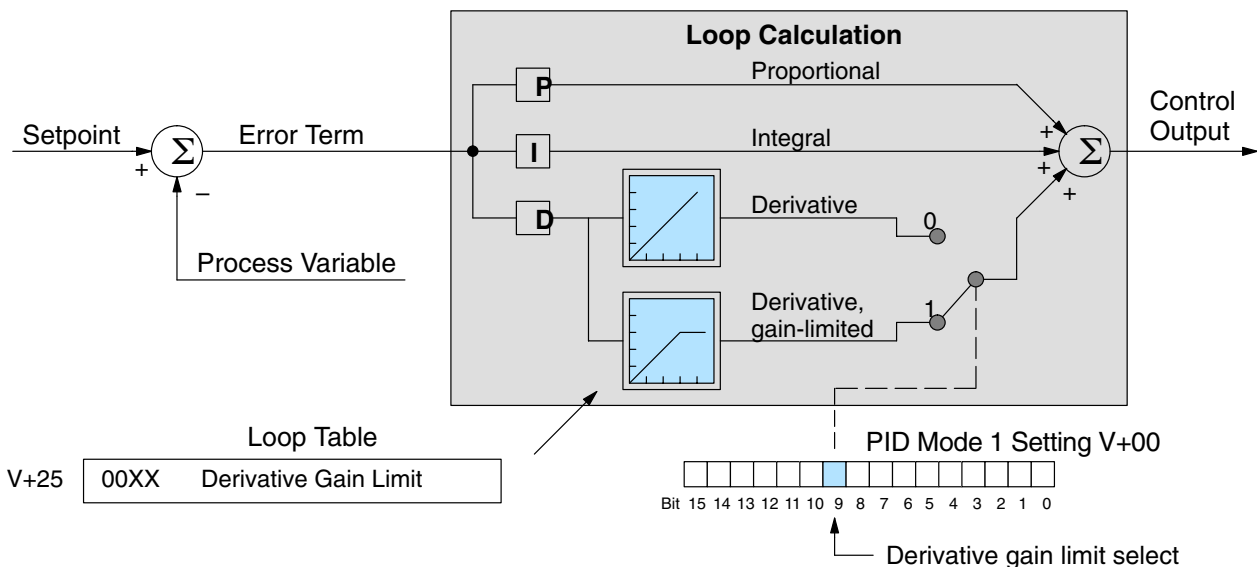 Loop Calculation
Proportional
P
Control
Output
Setpoint
Σ
Error Term
I
Integral
Σ
+
+
+
+
−
D
Derivative
0
Process Variable
Derivative,
gain-limited
1
Loop Table
PID Mode 1 Setting V+00
V+25 00XX Derivative Gain Limit
Bit 15 14 13 12 11 10 9 8 7 6 5 4 3 2 1 0
Derivative gain limit select